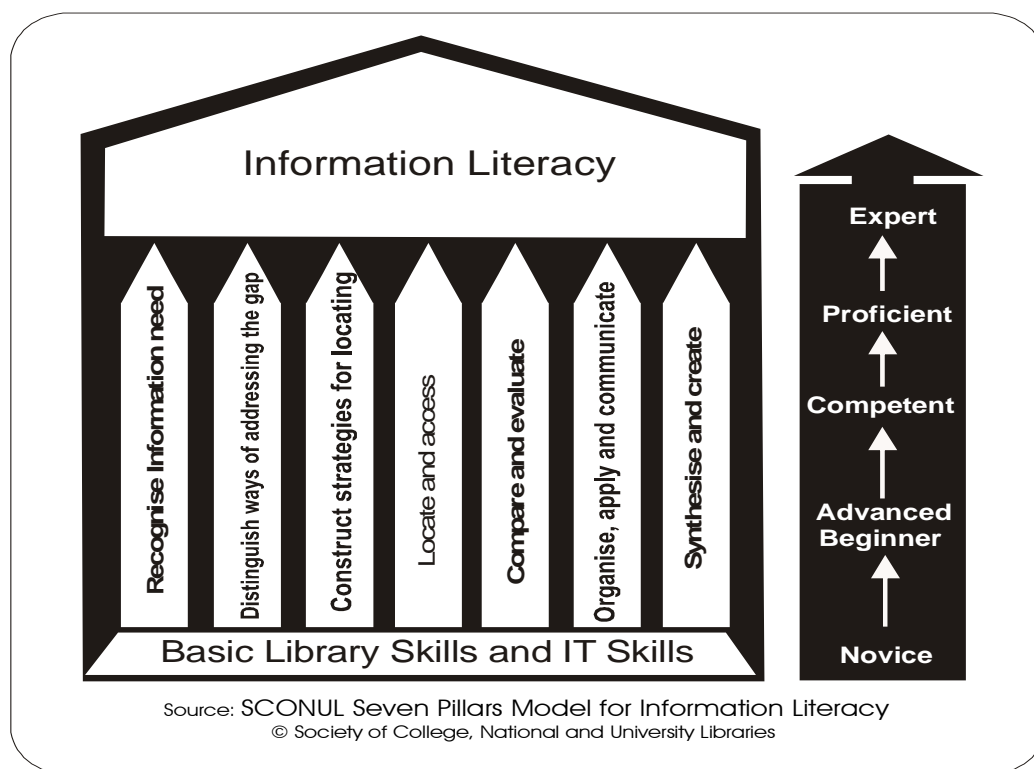 Information Literacy
Recognise Information need
Distinguish ways of addressing the gap
Construct strategies for locating
Locate and access
Compare and evaluate
Organise, apply and communicate
Synthesise and create
Basic Library Skills and IT Skills
Expert
Proficient
Competent
Advanced
Beginner
Novice
Source: SCONUL Seven Pillars Model for Information Literacy
© Society of College, National and University Libraries